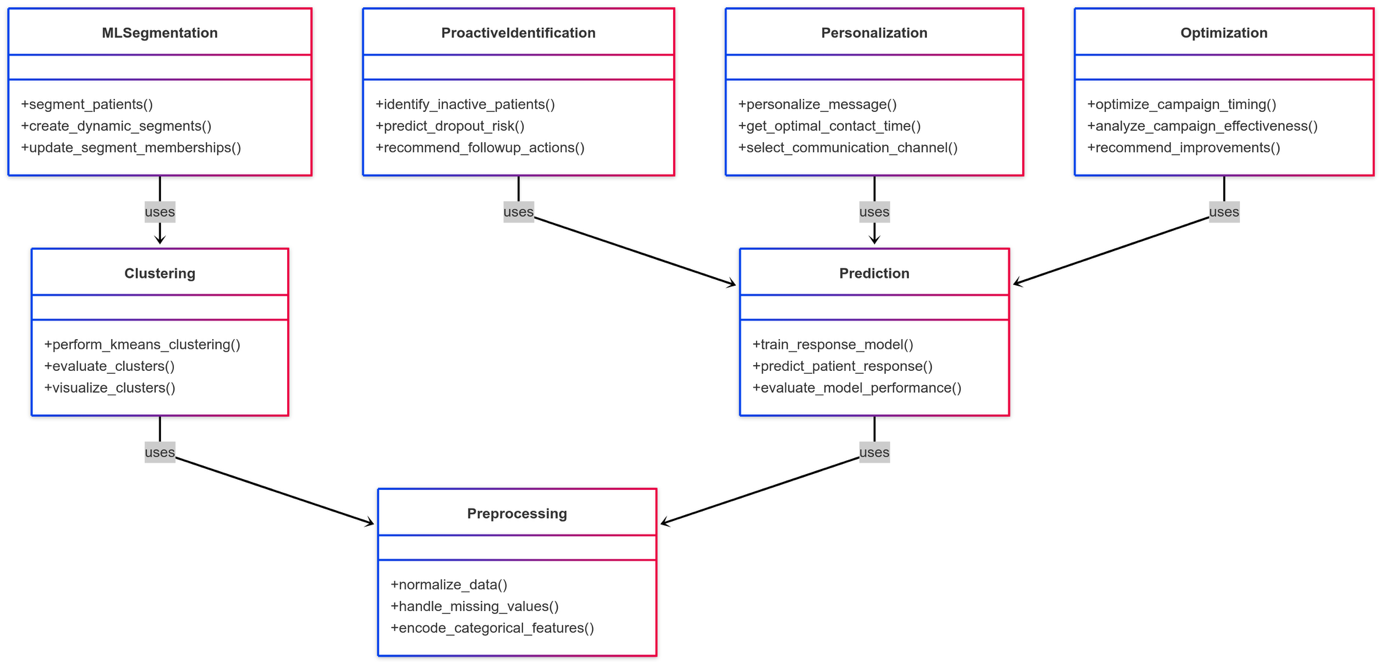 MLSegmentation
+segment_patients()
+create_dynamic_segments()
+update_segment_memberships()
ProactiveIdentification
+identify_inactive_patients()
+predict_dropout_risk()
+recommend_followup_actions()
Personalization
+personalize_message()
+get_optimal_contact_time()
+select_communication_channel()
Optimization
+optimize_campaign_timing()
+analyze_campaign_effectiveness()
+recommend_improvements()
uses
uses
uses
uses
Clustering
+perform_kmeans_clustering()
+evaluate_clusters()
+visualize_clusters()
Prediction
+train_response_model()
+predict_patient_response()
+evaluate_model_performance()
uses
uses
Preprocessing
+normalize_data()
+handle_missing_values()
+encode_categorical_features()